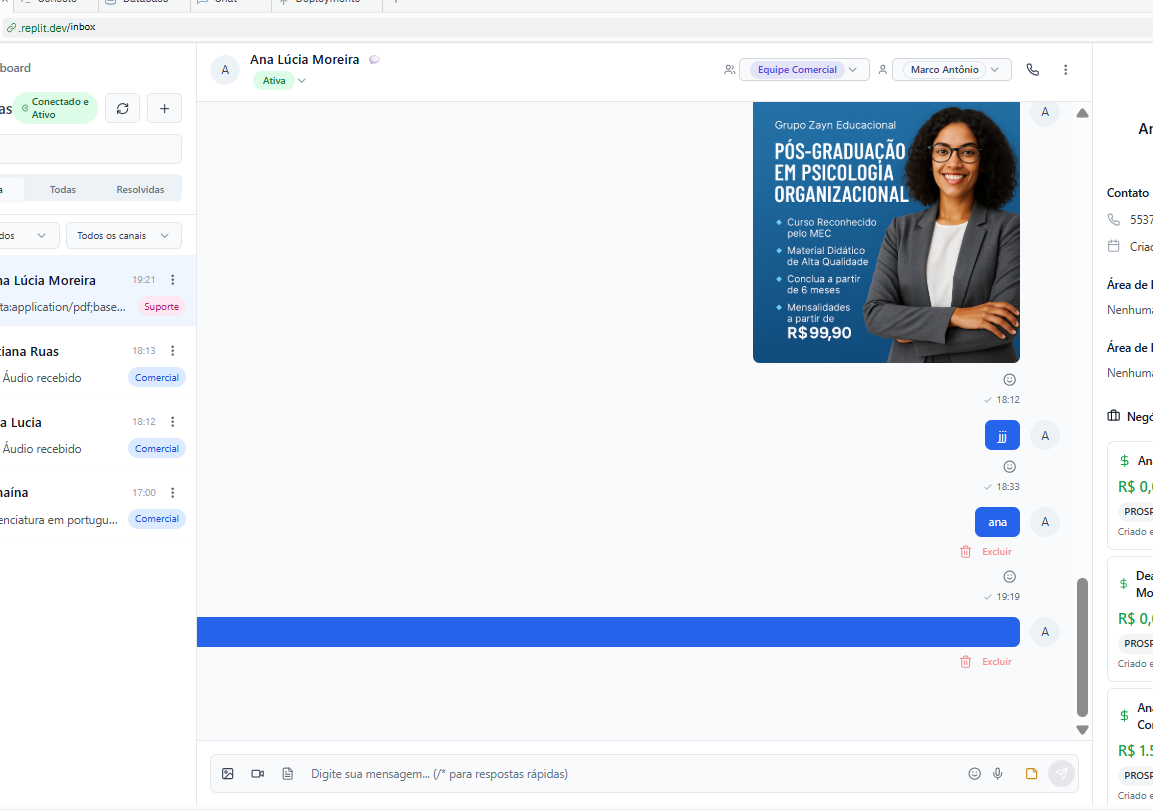 Console
Database
Chat
Deployments
.replit.dev/inbox
board
as
Conectado e
Ativo
a
Todas
Resolvidas
dos
Todos os canais
na Lúcia Moreira
19:21
ta:application/pdf;base...
Suporte
tiana Ruas
18:13
Áudio recebido
Comercial
a Lucia
18:12
Áudio recebido
Comercial
naína
17:00
enciatura em portugu...
Comercial
A
Ana Lúcia Moreira
Ativa
Equipe Comercial
Marco Antônio
Grupo Zayn Educacional
PÓS-GRADUAÇÃO
EM PSICOLOGIA
ORGANIZACIONAL
Curso Reconhecido
pelo MEC
Material Didático
de Alta Qualidade
Conclua a partir
de 6 meses
Mensalidades
a partir de
R$99,90
A
18:12
jjj
A
18:33
ana
A
Excluir
19:19
A
Excluir
Digite sua mensagem... (/* para respostas rápidas)
An
Contato
5537
Criad
Área de
Nenhuma
Área de
Nenhuma
Negó
Ana
R$ 0,0
PROSP
Criado e
Dea
Mo
R$ 0,0
PROSP
Criado e
Ana
Co
R$ 1.5
PROSP
Criado e